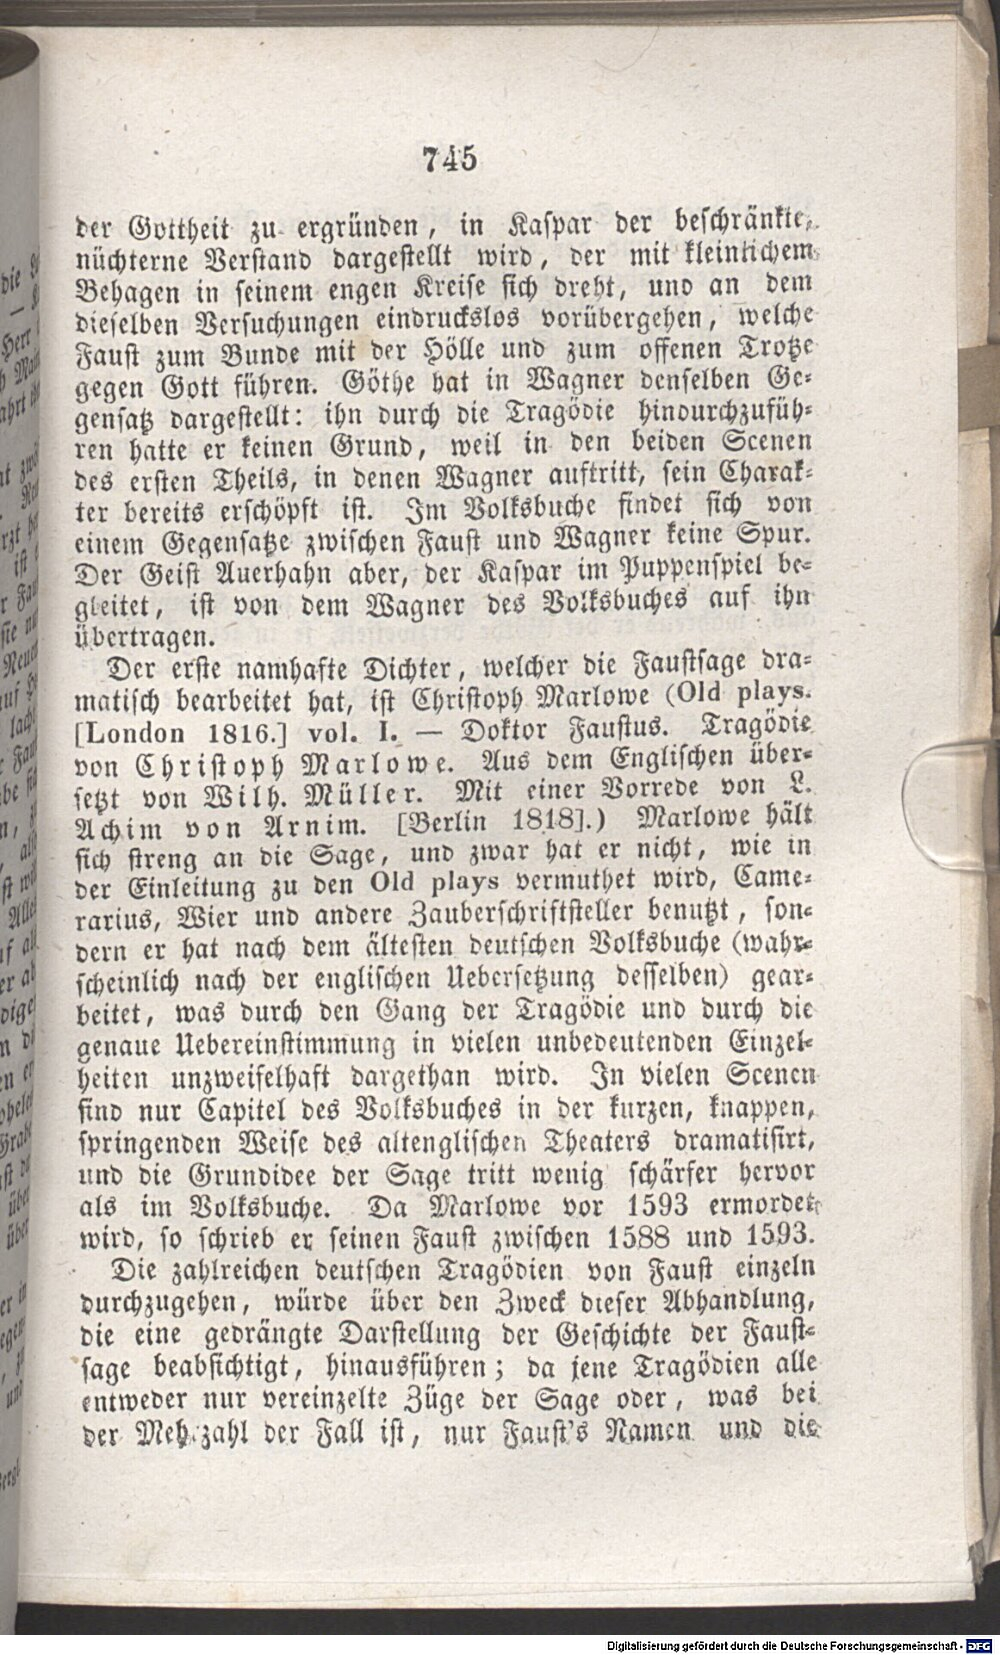 745
der Gottheit zu ergründen, in Kaspar der beschränkte,
nüchterne Verstand dargestellt wird, der mit kleinlichem
Behagen in seinem engen Kreise sich dreht, und an dem
dieselben Versuchungen eindruckslos vorübergehen, welche
Faust zum Bunde mit der Hölle und zum offenen Trotze
gegen Gott führen. Göthe hat in Wagner denselben Ge-
gensatz dargestellt: ihn durch die Tragödie hindurchzufüh-
ren hatte er keinen Grund, weil in den beiden Scenen
des ersten Theils, in denen Wagner auftritt, sein Charak-
ter bereits erschöpft ist. Im Volksbuche findet sich von
einem Gegensatze zwischen Faust und Wagner keine Spur.
Der Geist Auerhahn aber, der Kaspar im Puppenspiel be-
gleitet, ist von dem Wagner des Volksbuches auf ihn
übertragen.
Der erste namhafte Dichter, welcher die Faustsage dra-
matisch bearbeitet hat, ist Christoph Marlowe (Old plays.
[London 1816.] vol. I. — Doktor Faustus. Tragödie
von Christoph Marlowe. Aus dem Englischen über-
setzt von Wilh. Müller. Mit einer Vorrede von L.
Achim von Arnim. [Berlin 1818].) Marlowe hält
sich streng an die Sage, und zwar hat er nicht, wie in
der Einleitung zu den Old plays vermuthet wird, Came-
rarius, Wier und andere Zauberschriftsteller benutzt, son-
dern er hat nach dem ältesten deutschen Volksbuche (wahr-
scheinlich nach der englischen Uebersetzung desselben) gear-
beitet, was durch den Gang der Tragödie und durch die
genaue Uebereinstimmung in vielen unbedeutenden Einzel-
heiten unzweifelhaft dargethan wird. In vielen Scenen
sind nur Capitel des Volksbuches in der kurzen, knappen,
springenden Weise des altenglischen Theaters dramatisirt,
und die Grundidee der Sage tritt wenig schärfer hervor
als im Volksbuche. Da Marlowe vor 1593 ermordet
wird, so schrieb er seinen Faust zwischen 1588 und 1593.
Die zahlreichen deutschen Tragödien von Faust einzeln
durchzugehen, würde über den Zweck dieser Abhandlung,
die eine gedrängte Darstellung der Geschichte der Faust-
sage beabsichtigt, hinausführen; da jene Tragödien alle
entweder nur vereinzelte Züge der Sage oder, was bei
der Mehrzahl der Fall ist, nur Faust's Namen und die
Digitalisierung gefördert durch die Deutsche Forschungsgemeinschaft - DFG